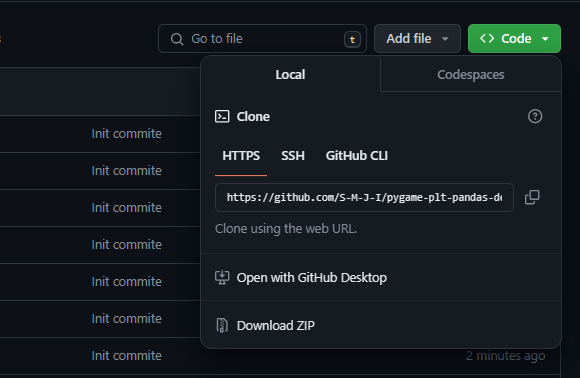 Go to file t Add file Code
Local Codespaces
Clone
Init commite
HTTPS SSH GitHub CLI
Init commite
https://github.com/S-M-J-I/pygame-plt-pandas-de
Init commite
Clone using the web URL.
Init commite
Open with GitHub Desktop
Init commite
Init commite
Download ZIP
Init commite 2 minutes ago